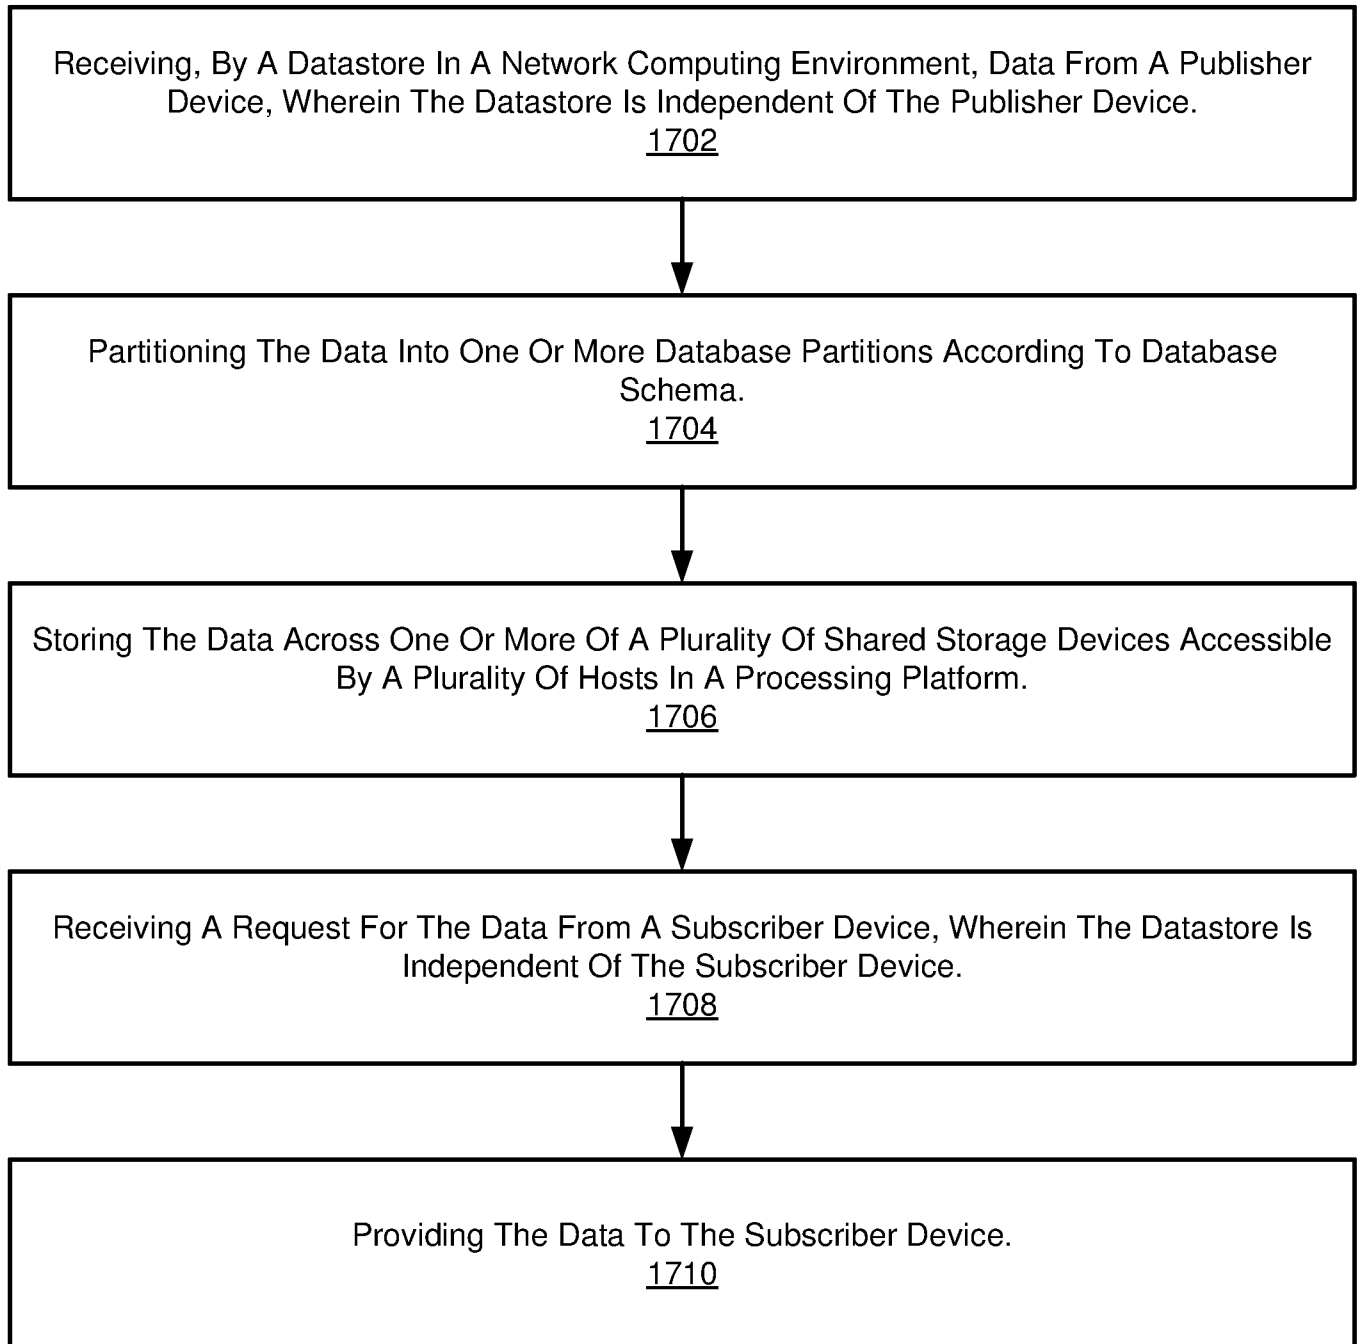 Receiving, By A Datastore In A Network Computing Environment, Data From A Publisher
Device, Wherein The Datastore Is Independent Of The Publisher Device.
1702
Partitioning The Data Into One Or More Database Partitions According To Database
Schema.
1704
Storing The Data Across One Or More Of A Plurality Of Shared Storage Devices Accessible
By A Plurality Of Hosts In A Processing Platform.
1706
Receiving A Request For The Data From A Subscriber Device, Wherein The Datastore Is
Independent Of The Subscriber Device.
1708
Providing The Data To The Subscriber Device.
1710